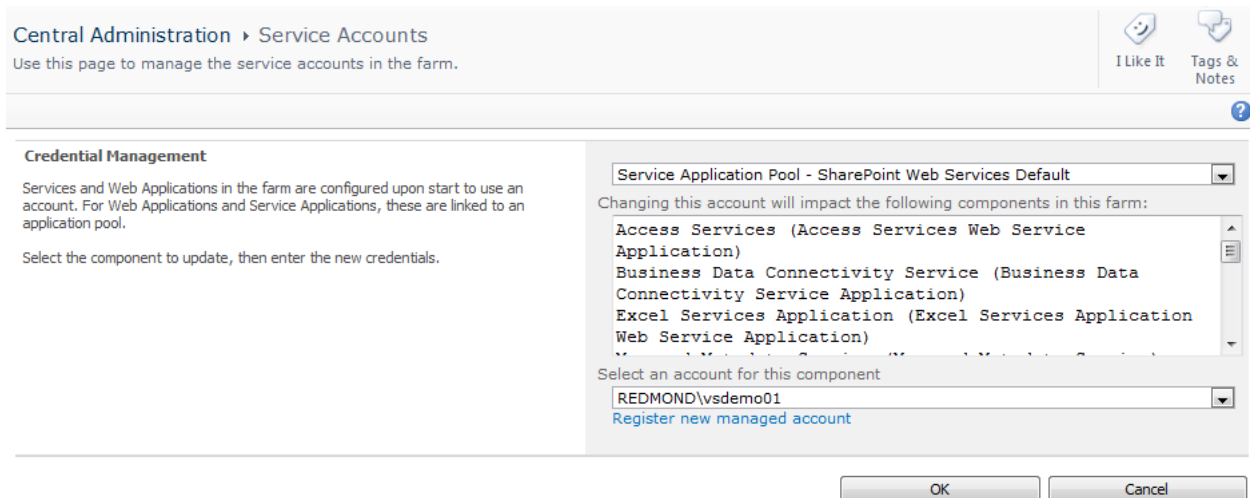 Central Administration ▸ Service Accounts
Use this page to manage the service accounts in the farm.
I Like It
Tags &
Notes
Credential Management
Services and Web Applications in the farm are configured upon start to use an
account. For Web Applications and Service Applications, these are linked to an
application pool.
Select the component to update, then enter the new credentials.
Service Application Pool - SharePoint Web Services Default
Changing this account will impact the following components in this farm:
Access Services (Access Services Web Service
Application)
Business Data Connectivity Service (Business Data
Connectivity Service Application)
Excel Services Application (Excel Services Application
Web Service Application)
Select an account for this component
REDMOND\vsdemo01
Register new managed account
OK
Cancel